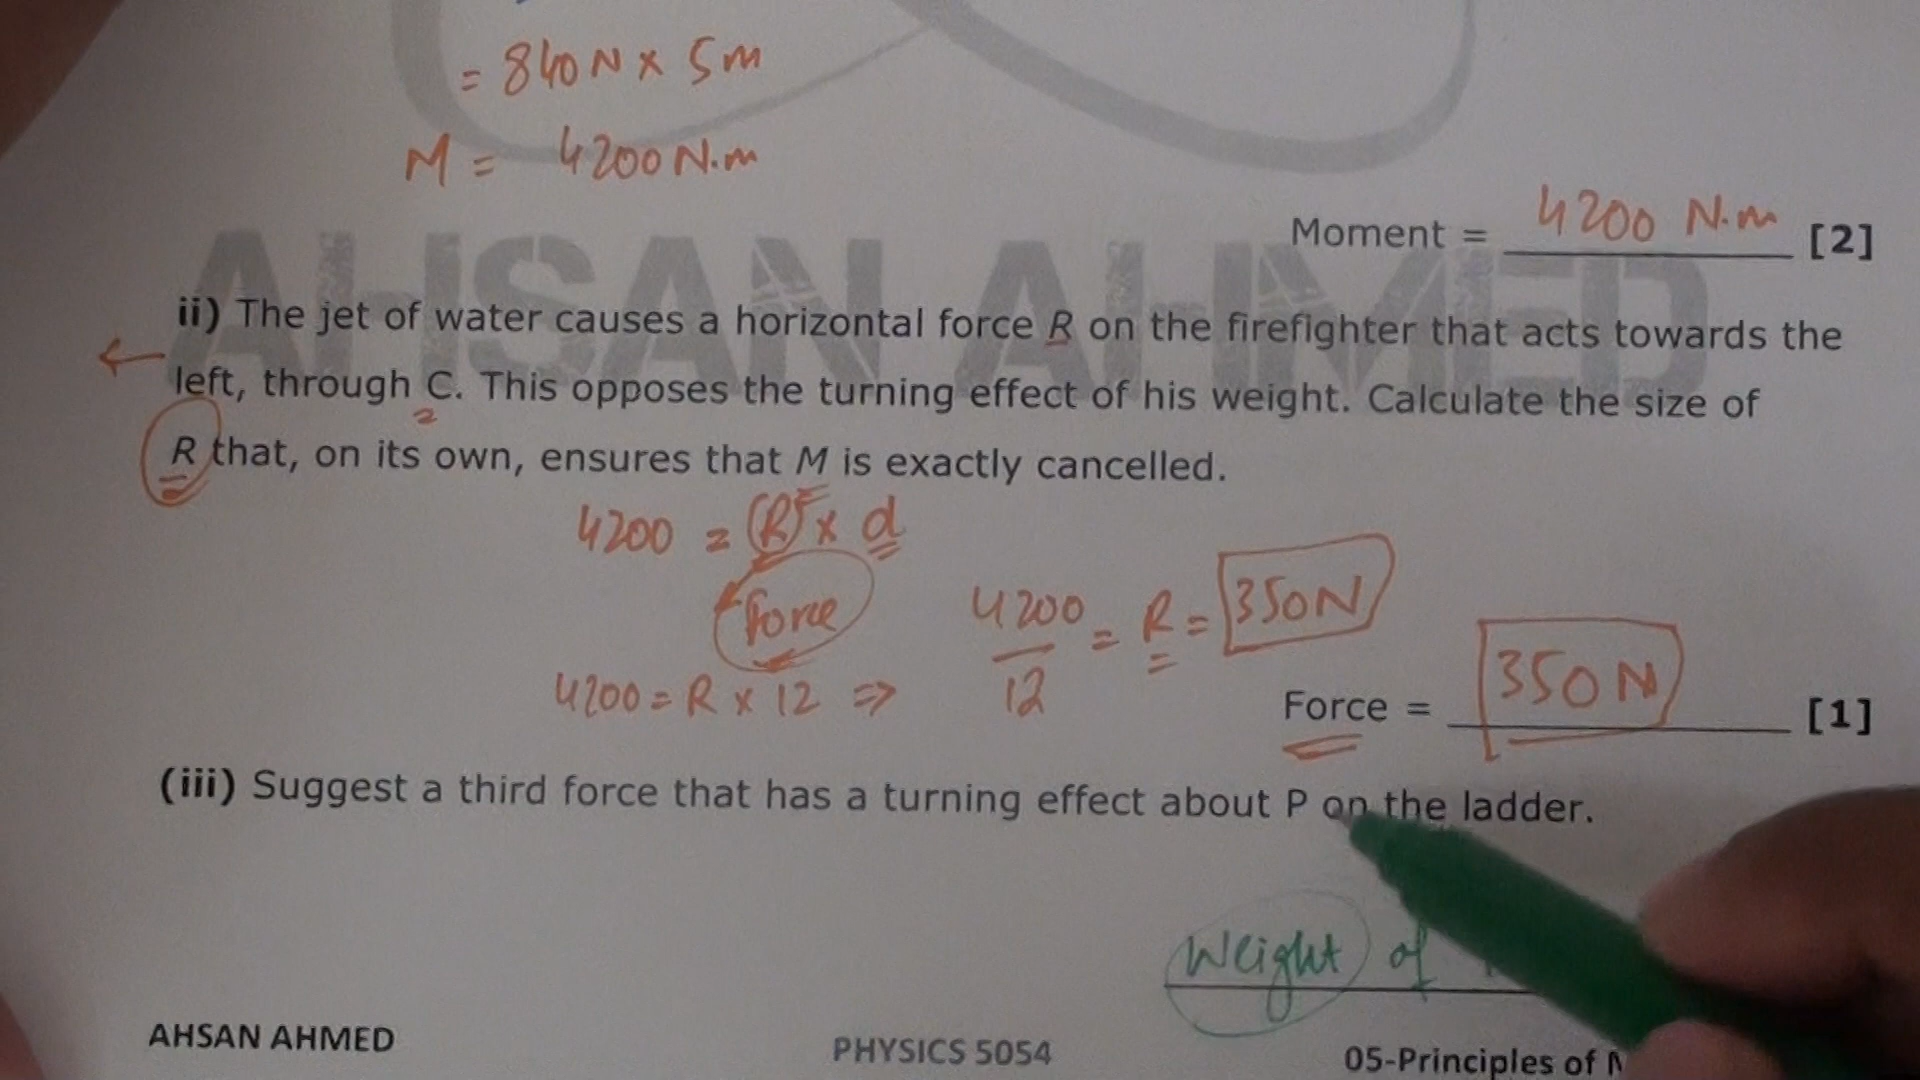 = 840 N x 5 m
M = 4200 N.m
Moment = 4200 N.m [2]
AHSAN AHMED
ii) The jet of water causes a horizontal force R on the firefighter that acts towards the
← left, through C. This opposes the turning effect of his weight. Calculate the size of
R that, on its own, ensures that M is exactly cancelled.
4200 = (R) x d
Force
4200 = R x 12 ⇒ 4200/12 = R = 350N
Force = 350 N [1]
(iii) Suggest a third force that has a turning effect about P on the ladder.
Weight of
AHSAN AHMED PHYSICS 5054 05-Principles of